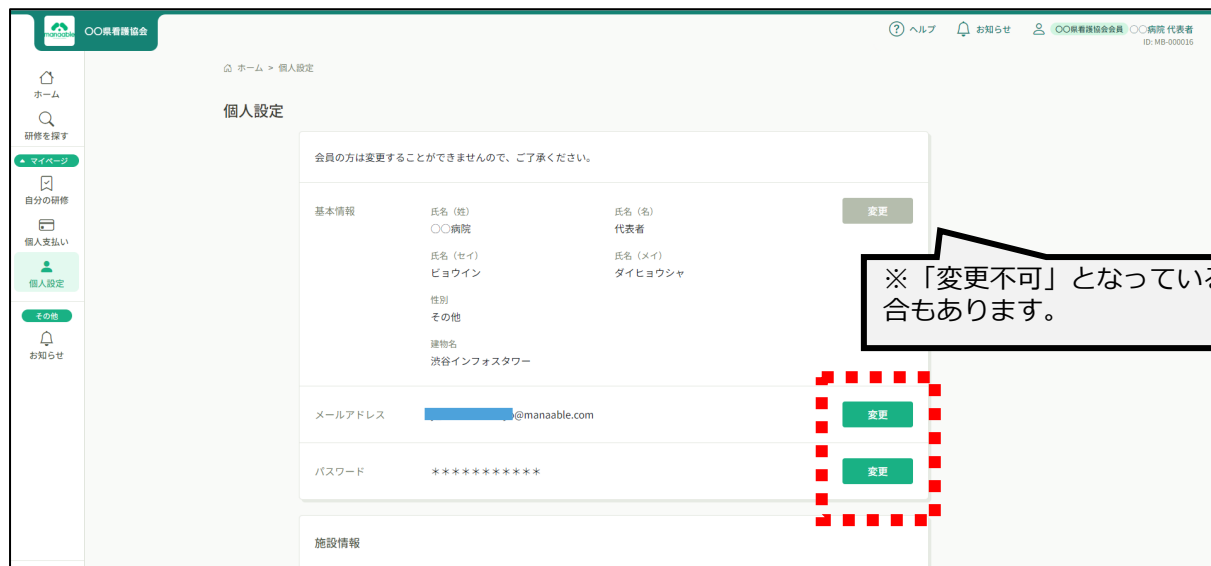 manaable
〇〇県看護協会
ヘルプ
お知らせ
〇〇県看護協会会員 〇〇病院 代表者
ID: MB-000016
ホーム > 個人設定
ホーム
研修を探す
マイページ
自分の研修
個人支払い
個人設定
その他
お知らせ
個人設定
会員の方は変更することができませんので、ご了承ください。
基本情報
氏名（姓）
〇〇病院
氏名（名）
代表者
変更
氏名（セイ）
ビョウイン
氏名（メイ）
ダイヒョウシャ
性別
その他
建物名
渋谷インフォスタワー
※「変更不可」となっている
合もあります。
メールアドレス
@manaable.com
変更
パスワード
＊＊＊＊＊＊＊＊＊＊＊
変更
施設情報